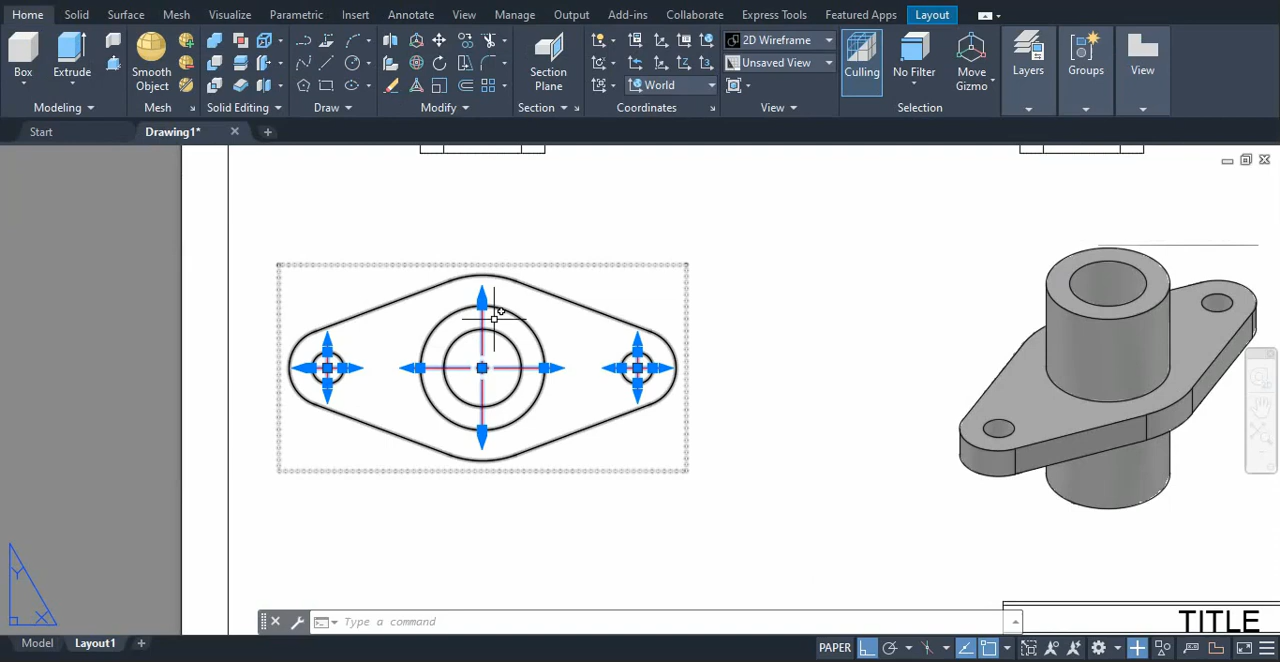 Home Solid Surface Mesh Visualize Parametric Insert Annotate View Manage Output Add-ins Collaborate Express Tools Featured Apps Layout
Box Extrude Smooth Object Section Plane 2D Wireframe Unsaved View World Culling No Filter Move Gizmo Layers Groups View
Modeling Mesh Solid Editing Draw Modify Section Coordinates View Selection
Start Drawing1* 
TITLE
Type a command
Y
X
Model Layout1 PAPER